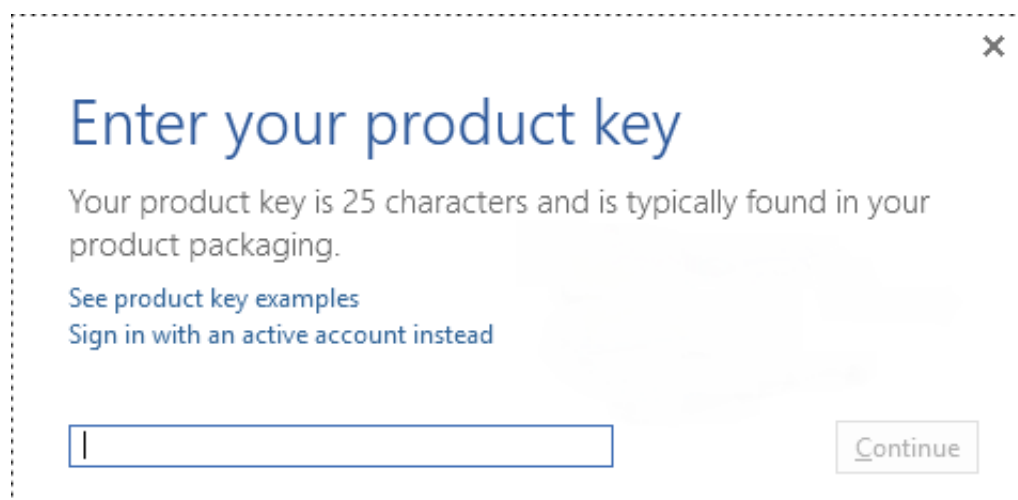 Enter your product key
Your product key is 25 characters and is typically found in your
product packaging.
See product key examples
Sign in with an active account instead
Continue